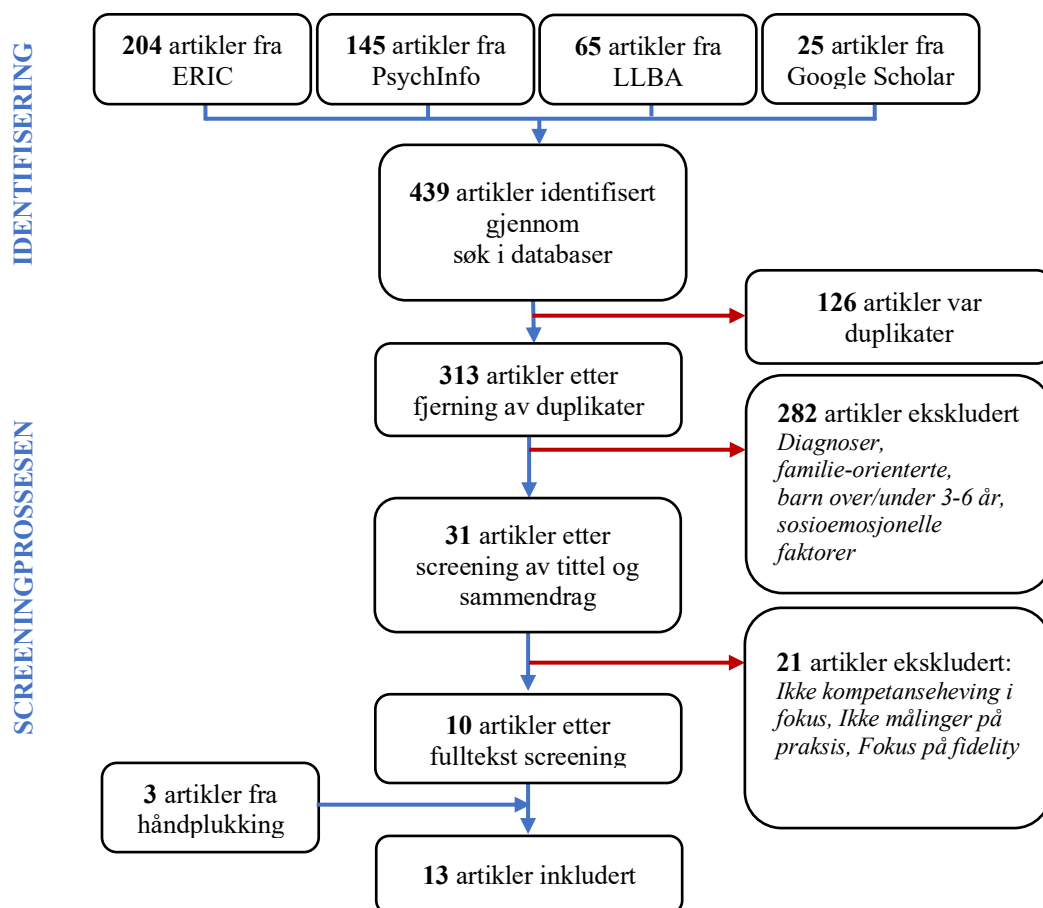 IDENTIFISERING
204 artikler fra
ERIC
145 artikler fra
PsychInfo
65 artikler fra
LLBA
25 artikler fra
Google Scholar
439 artikler identifisert
gjennom
søk i databaser
126 artikler var
duplikater
313 artikler etter
fjerning av duplikater
SCREENINGPROSSESEN
282 artikler ekskludert
Diagnoser,
familie-orienterte,
barn over/under 3-6 år,
sosioemosjonelle
faktorer
31 artikler etter
screening av tittel og
sammendrag
21 artikler ekskludert:
Ikke kompetanseheving i
fokus, Ikke målinger på
praksis, Fokus på fidelity
10 artikler etter
fulltekst screening
3 artikler fra
håndplukking
13 artikler inkludert